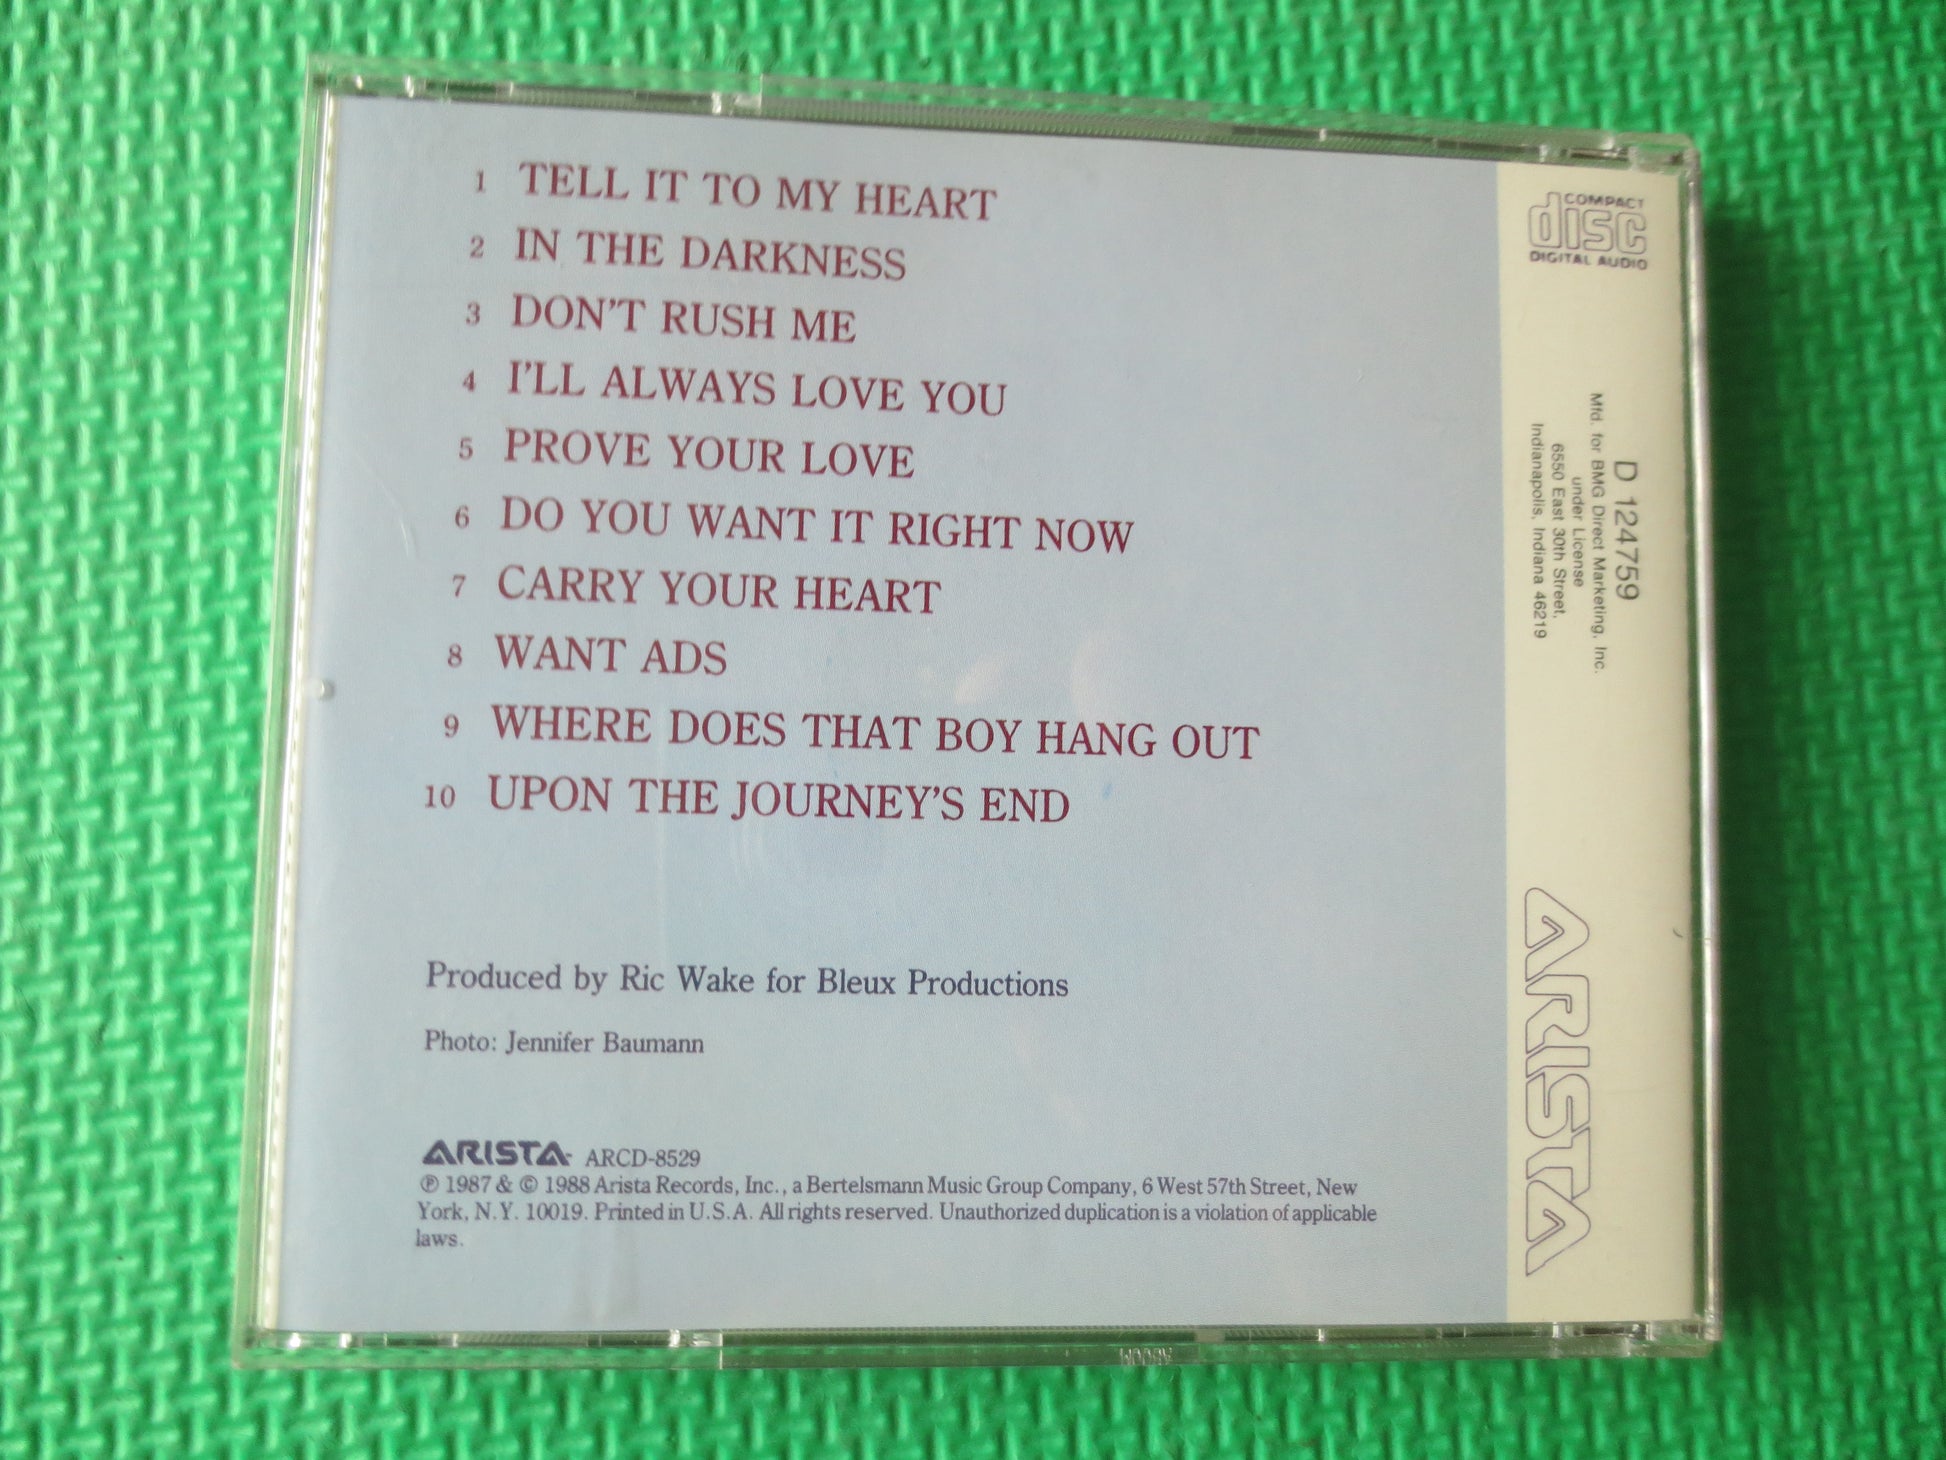 1 TELL IT TO MY HEART
2 IN THE DARKNESS
3 DON'T RUSH ME
4 I'LL ALWAYS LOVE YOU
5 PROVE YOUR LOVE
6 DO YOU WANT IT RIGHT NOW
7 CARRY YOUR HEART
8 WANT ADS
9 WHERE DOES THAT BOY HANG OUT
10 UPON THE JOURNEY'S END
Produced by Ric Wake for Bleux Productions
Photo: Jennifer Baumann
ARISTA ARCD-8529
℗ 1987 & © 1988 Arista Records, Inc., a Bertelsmann Music Group Company, 6 West 57th Street, New
York, N.Y. 10019. Printed in U.S.A. All rights reserved. Unauthorized duplication is a violation of applicable
laws.
COMPACT
disc
DIGITAL AUDIO
D 124759
Mfd. for BMG Direct Marketing, Inc.
under License
6550 East 30th Street,
Indianapolis, Indiana 46219
ARISTA